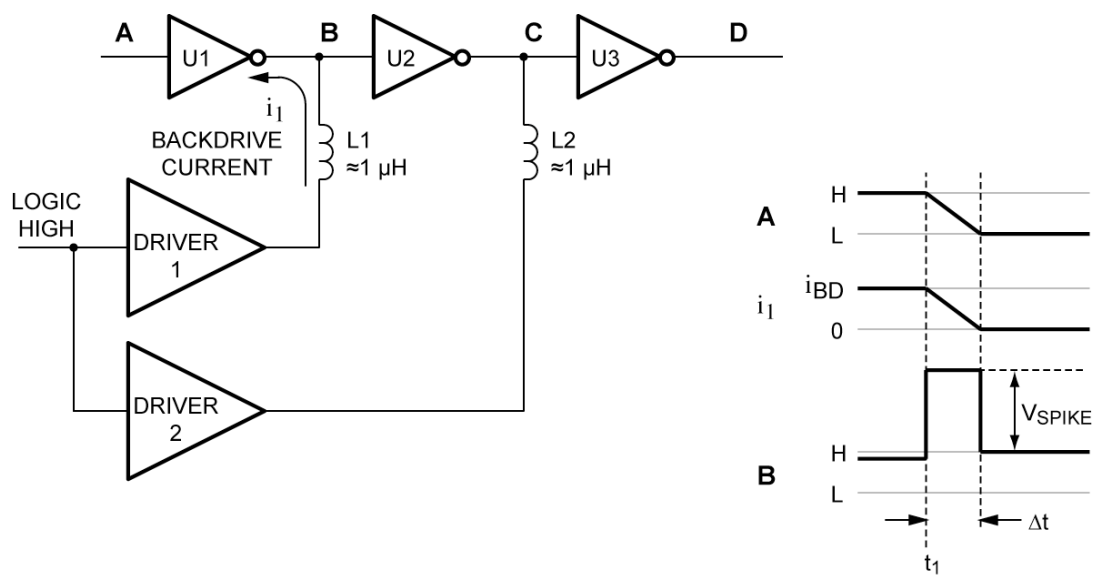 A
B
C
D
U1
U2
U3
i1
BACKDRIVE
CURRENT
L1
≈1 µH
L2
≈1 µH
LOGIC
HIGH
DRIVER
1
DRIVER
2
A
H
L
i1
iBD
0
B
H
L
VSPIKE
Δt
t1